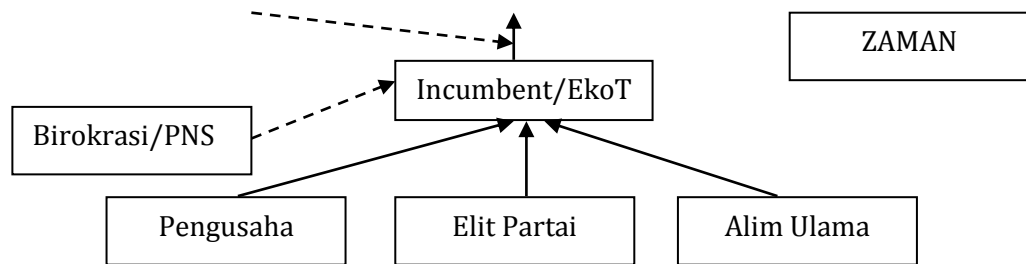 ZAMAN
Incumbent/EkoT
Birokrasi/PNS
Pengusaha
Elit Partai
Alim Ulama